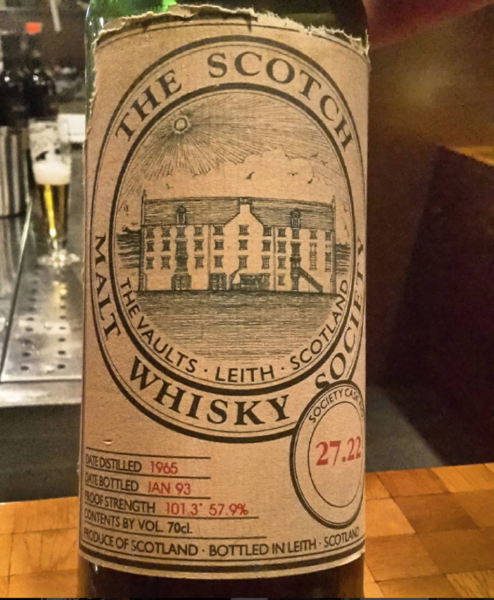 THE SCOTCH
MALT WHISKY SOCIETY
THE VAULTS · LEITH · SCOTLAND
SOCIETY CASK
27.22
DATE DISTILLED 1965
DATE BOTTLED JAN 93
PROOF STRENGTH 101.3° 57.9%
CONTENTS BY VOL. 70cl.
PRODUCE OF SCOTLAND · BOTTLED IN LEITH · SCOTLAND